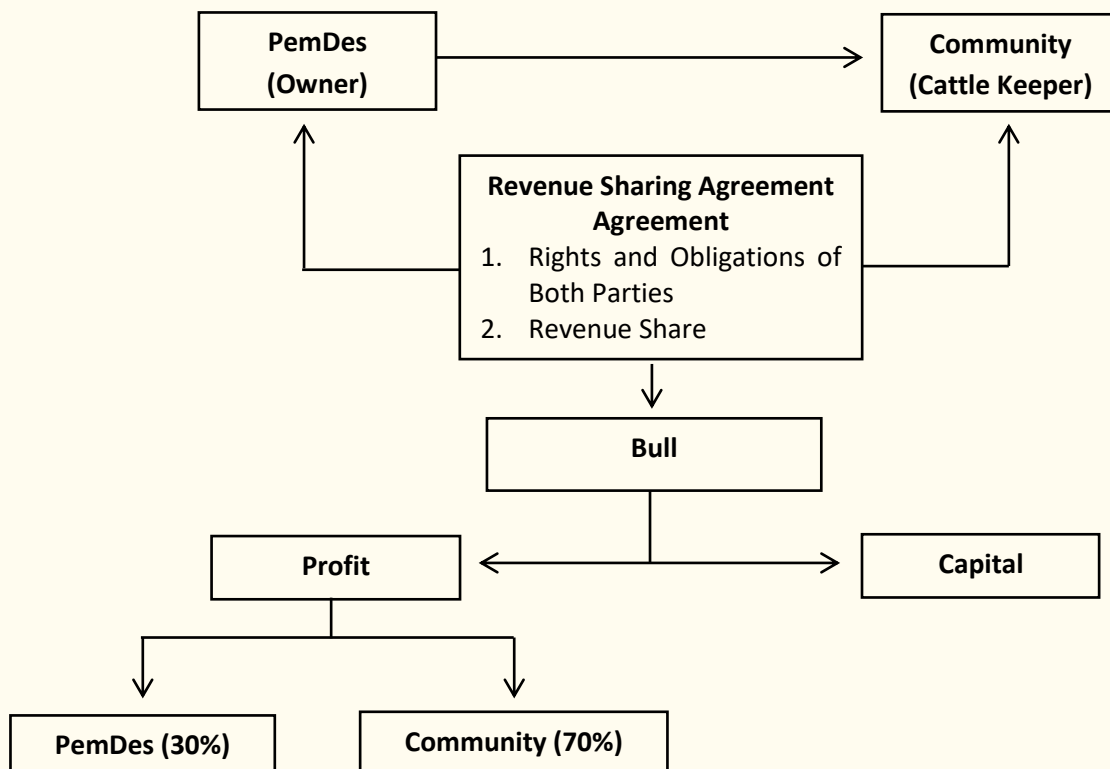 PemDes
(Owner)
Community
(Cattle Keeper)
Revenue Sharing Agreement
Agreement
1. Rights and Obligations of
Both Parties
2. Revenue Share
Bull
Profit
Capital
PemDes (30%)
Community (70%)